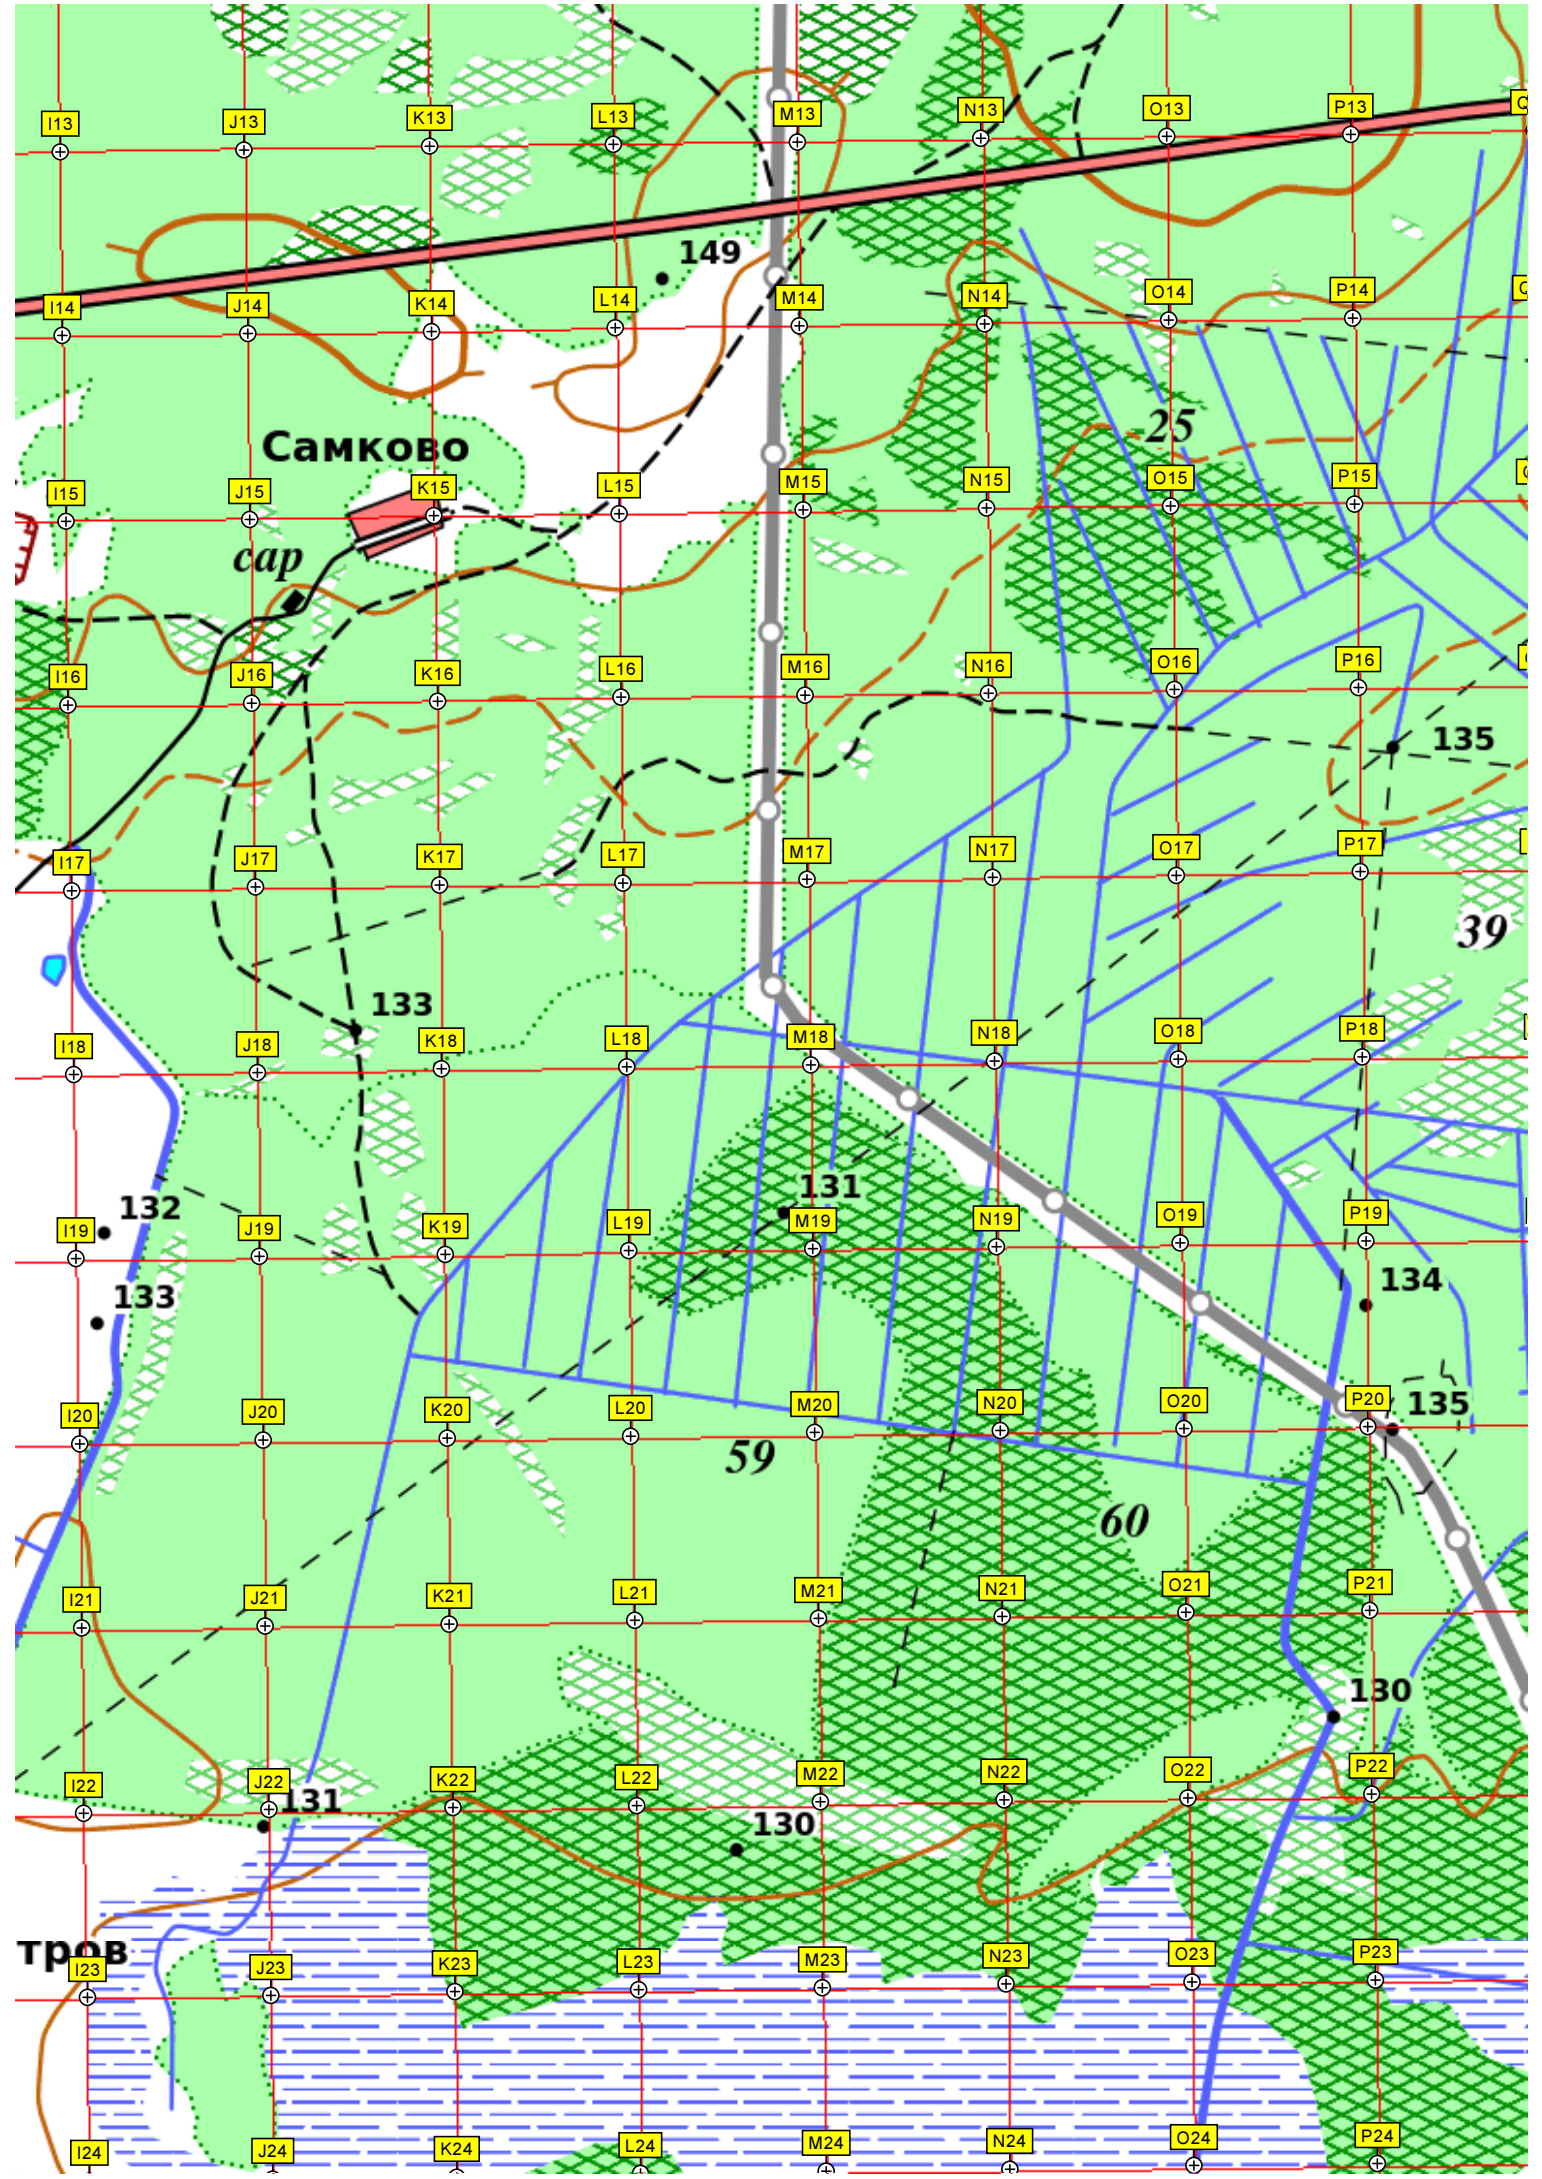 I13 J13 K13 L13 M13 N13 O13 P13 Q
149
I14 J14 K14 L14 M14 N14 O14 P14 Q
25
Самково
I15 J15 K15 L15 M15 N15 O15 P15
сар
I16 J16 K16 L16 M16 N16 O16 P16
135
I17 J17 K17 L17 M17 N17 O17 P17
39
133
I18 J18 K18 L18 M18 N18 O18 P18
131
132
I19 J19 K19 L19 M19 N19 O19 P19
133
134
I20 J20 K20 L20 M20 N20 O20 P20
135
59
60
I21 J21 K21 L21 M21 N21 O21 P21
130
I22 J22 K22 L22 M22 N22 O22 P22
131
130
тров
I23 J23 K23 L23 M23 N23 O23 P23
I24 J24 K24 L24 M24 N24 O24 P24